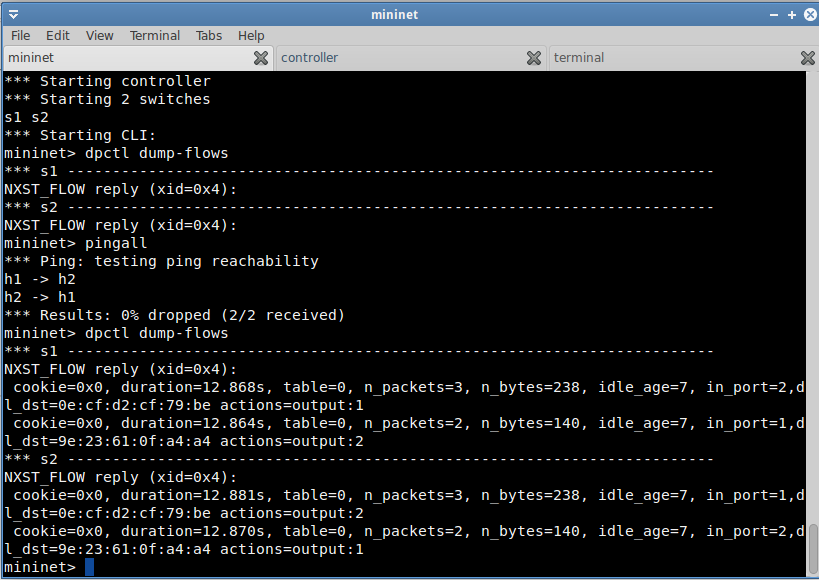 mininet
File Edit View Terminal Tabs Help
mininet controller terminal
*** Starting controller
*** Starting 2 switches
s1 s2
*** Starting CLI:
mininet> dpctl dump-flows
*** s1 ------------------------------------------------------------------------
NXST_FLOW reply (xid=0x4):
*** s2 ------------------------------------------------------------------------
NXST_FLOW reply (xid=0x4):
mininet> pingall
*** Ping: testing ping reachability
h1 -> h2
h2 -> h1
*** Results: 0% dropped (2/2 received)
mininet> dpctl dump-flows
*** s1 ------------------------------------------------------------------------
NXST_FLOW reply (xid=0x4):
 cookie=0x0, duration=12.868s, table=0, n_packets=3, n_bytes=238, idle_age=7, in_port=2,d
l_dst=0e:cf:d2:cf:79:be actions=output:1
 cookie=0x0, duration=12.864s, table=0, n_packets=2, n_bytes=140, idle_age=7, in_port=1,d
l_dst=9e:23:61:0f:a4:a4 actions=output:2
*** s2 ------------------------------------------------------------------------
NXST_FLOW reply (xid=0x4):
 cookie=0x0, duration=12.881s, table=0, n_packets=3, n_bytes=238, idle_age=7, in_port=1,d
l_dst=0e:cf:d2:cf:79:be actions=output:2
 cookie=0x0, duration=12.870s, table=0, n_packets=2, n_bytes=140, idle_age=7, in_port=2,d
l_dst=9e:23:61:0f:a4:a4 actions=output:1
mininet>